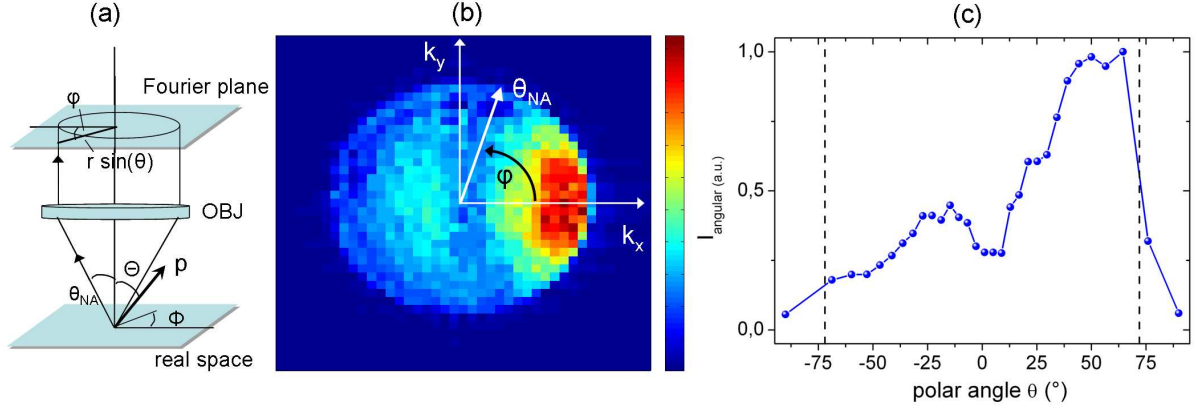 (a)
Fourier plane
φ
r sin(θ)
OBJ
Θ
p
θNA
Φ
real space
(b)
ky
θNA
φ
kx
(c)
1,0
0,5
0,0
Iangular (a.u.)
-75 -50 -25 0 25 50 75
polar angle θ (°)